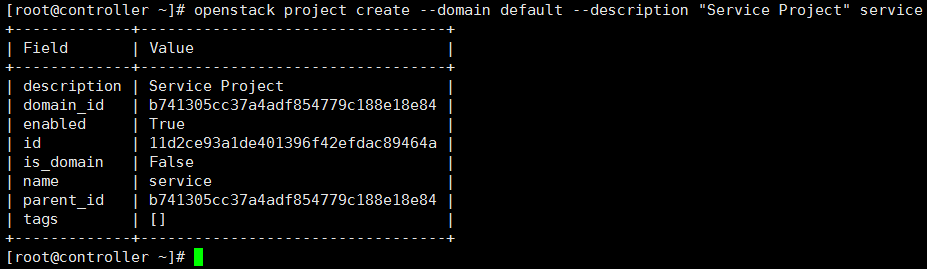 [root@controller ~]# openstack project create --domain default --description "Service Project" service
+-------------+----------------------------------+
| Field       | Value                            |
+-------------+----------------------------------+
| description | Service Project                  |
| domain_id   | b741305cc37a4adf854779c188e18e84 |
| enabled     | True                             |
| id          | 11d2ce93a1de401396f42efdac89464a |
| is_domain   | False                            |
| name        | service                          |
| parent_id   | b741305cc37a4adf854779c188e18e84 |
| tags        | []                               |
+-------------+----------------------------------+
[root@controller ~]#